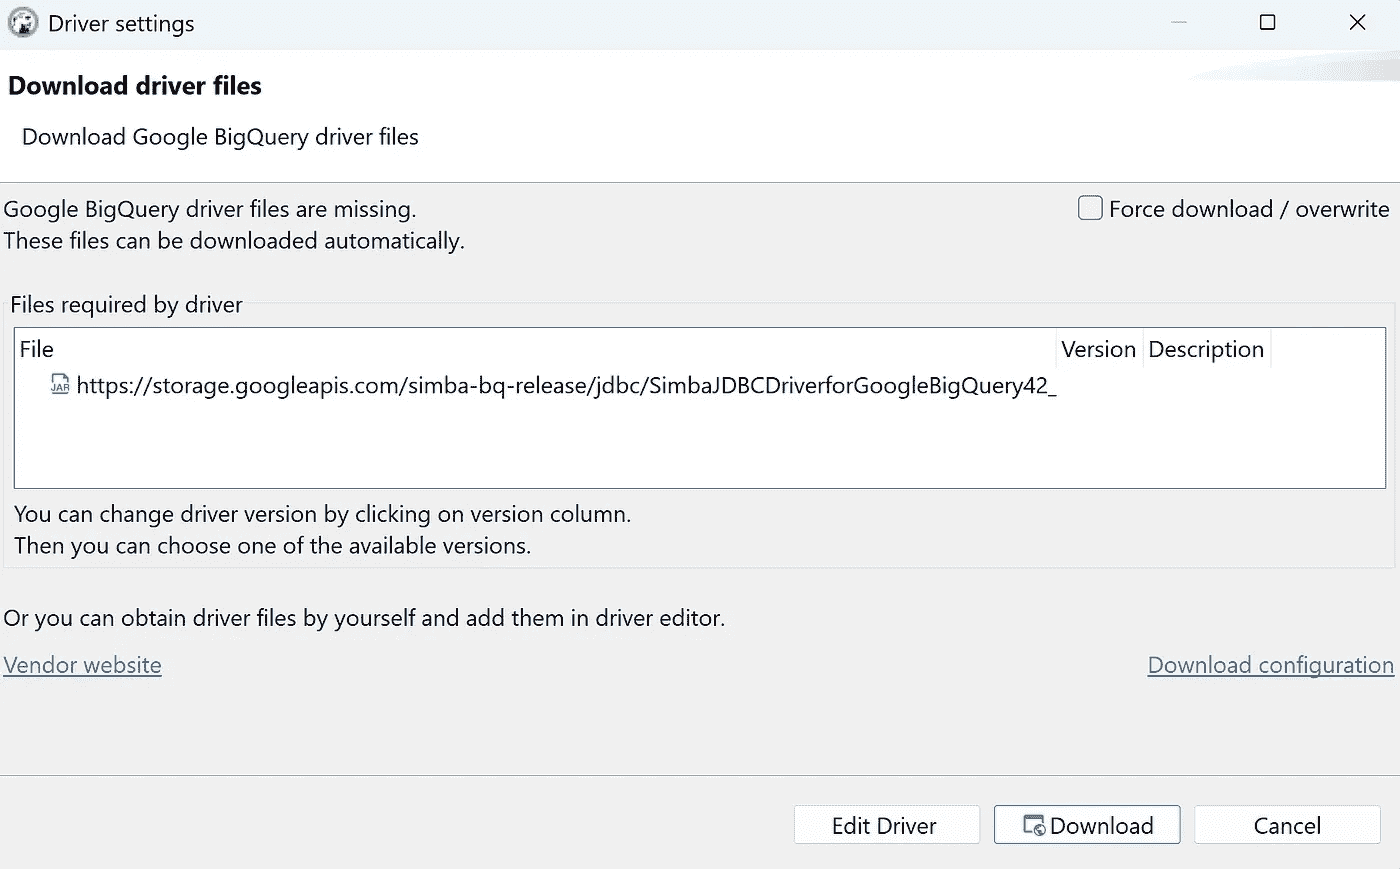 Driver settings
Download driver files
Download Google BigQuery driver files
Google BigQuery driver files are missing.
These files can be downloaded automatically.
Force download / overwrite
Files required by driver
File Version Description
JAR https://storage.googleapis.com/simba-bq-release/jdbc/SimbaJDBCDriverforGoogleBigQuery42_
You can change driver version by clicking on version column.
Then you can choose one of the available versions.
Or you can obtain driver files by yourself and add them in driver editor.
Vendor website Download configuration
Edit Driver Download Cancel